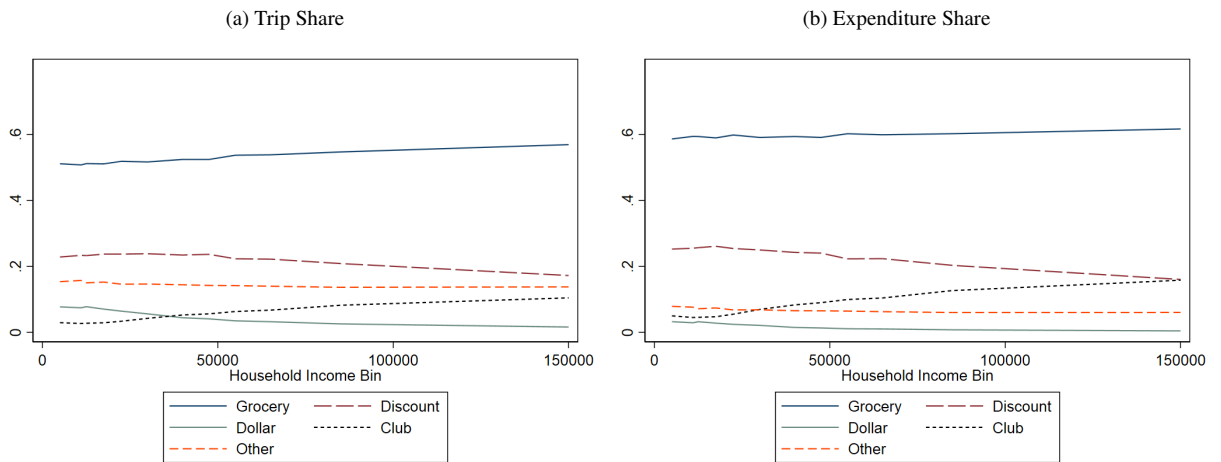 (a) Trip Share
.6
.4
.2
0
0 50000 100000 150000
Household Income Bin
Grocery Discount
Dollar Club
Other
(b) Expenditure Share
.6
.4
.2
0
0 50000 100000 150000
Household Income Bin
Grocery Discount
Dollar Club
Other